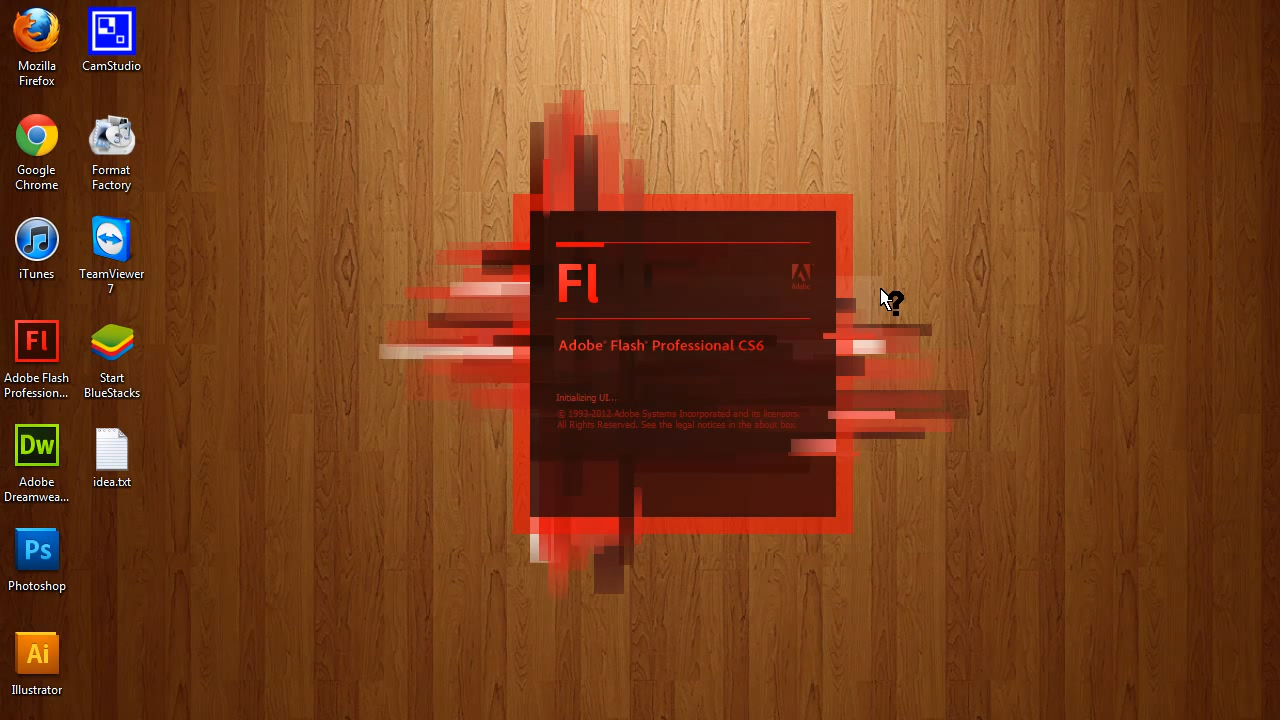 Mozilla
Firefox
CamStudio
Google
Chrome
Format
Factory
iTunes
TeamViewer
7
Fl
Adobe Flash
Profession...
Start
BlueStacks
Dw
Adobe
Dreamwea...
idea.txt
Ps
Photoshop
Ai
Illustrator
Fl
Adobe
Adobe® Flash® Professional CS6
Initializing UI...
© 1993-2012 Adobe Systems Incorporated and its licensors.
All Rights Reserved. See the legal notices in the about box.
?